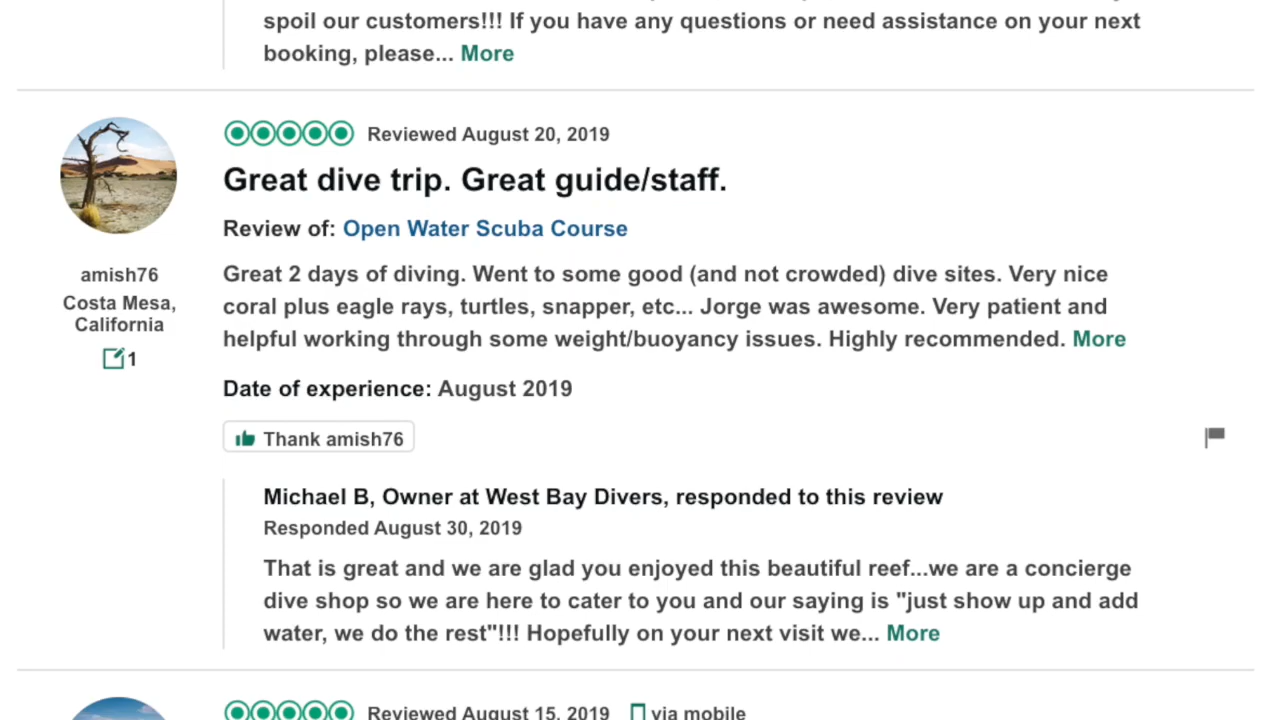 spoil our customers!!! If you have any questions or need assistance on your next
booking, please... More
Reviewed August 20, 2019
Great dive trip. Great guide/staff.
Review of: Open Water Scuba Course
amish76
Costa Mesa,
California
1
Great 2 days of diving. Went to some good (and not crowded) dive sites. Very nice
coral plus eagle rays, turtles, snapper, etc... Jorge was awesome. Very patient and
helpful working through some weight/buoyancy issues. Highly recommended. More
Date of experience: August 2019
Thank amish76
Michael B, Owner at West Bay Divers, responded to this review
Responded August 30, 2019
That is great and we are glad you enjoyed this beautiful reef...we are a concierge
dive shop so we are here to cater to you and our saying is "just show up and add
water, we do the rest"!!! Hopefully on your next visit we... More
Reviewed August 15, 2019 via mobile